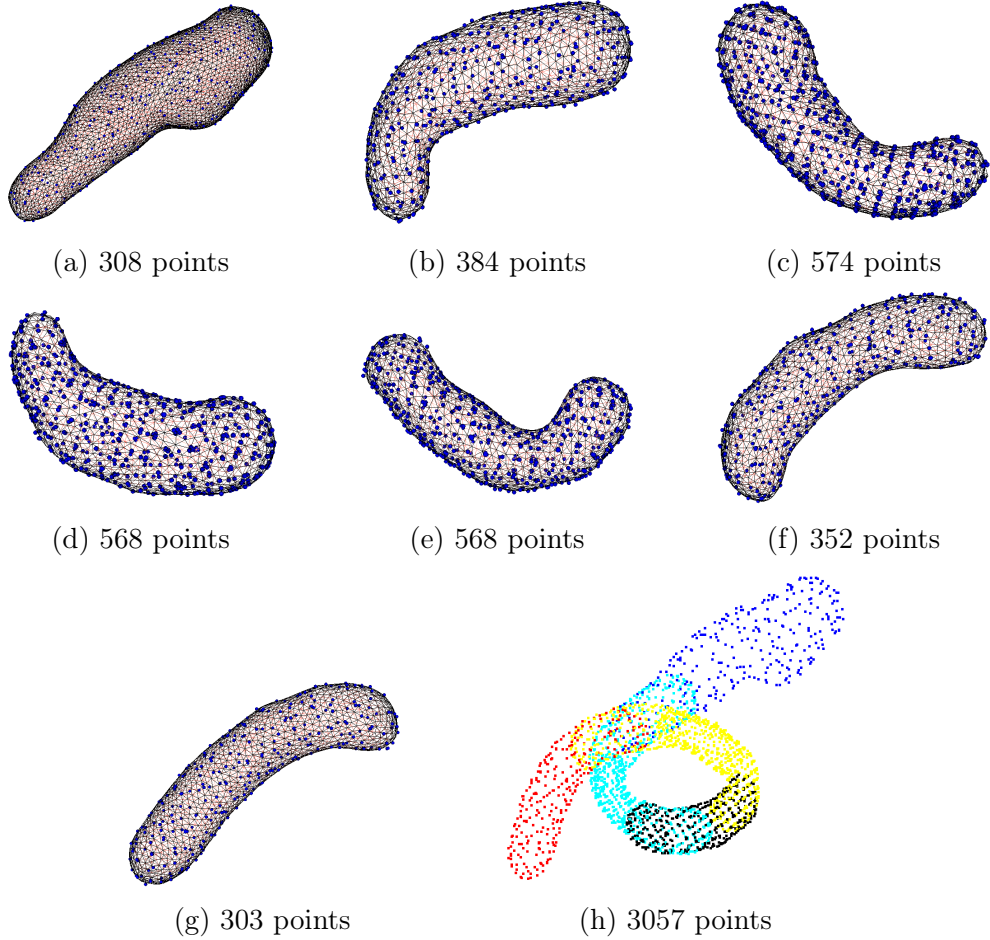 (a) 308 points
(b) 384 points
(c) 574 points
(d) 568 points
(e) 568 points
(f) 352 points
(g) 303 points
(h) 3057 points